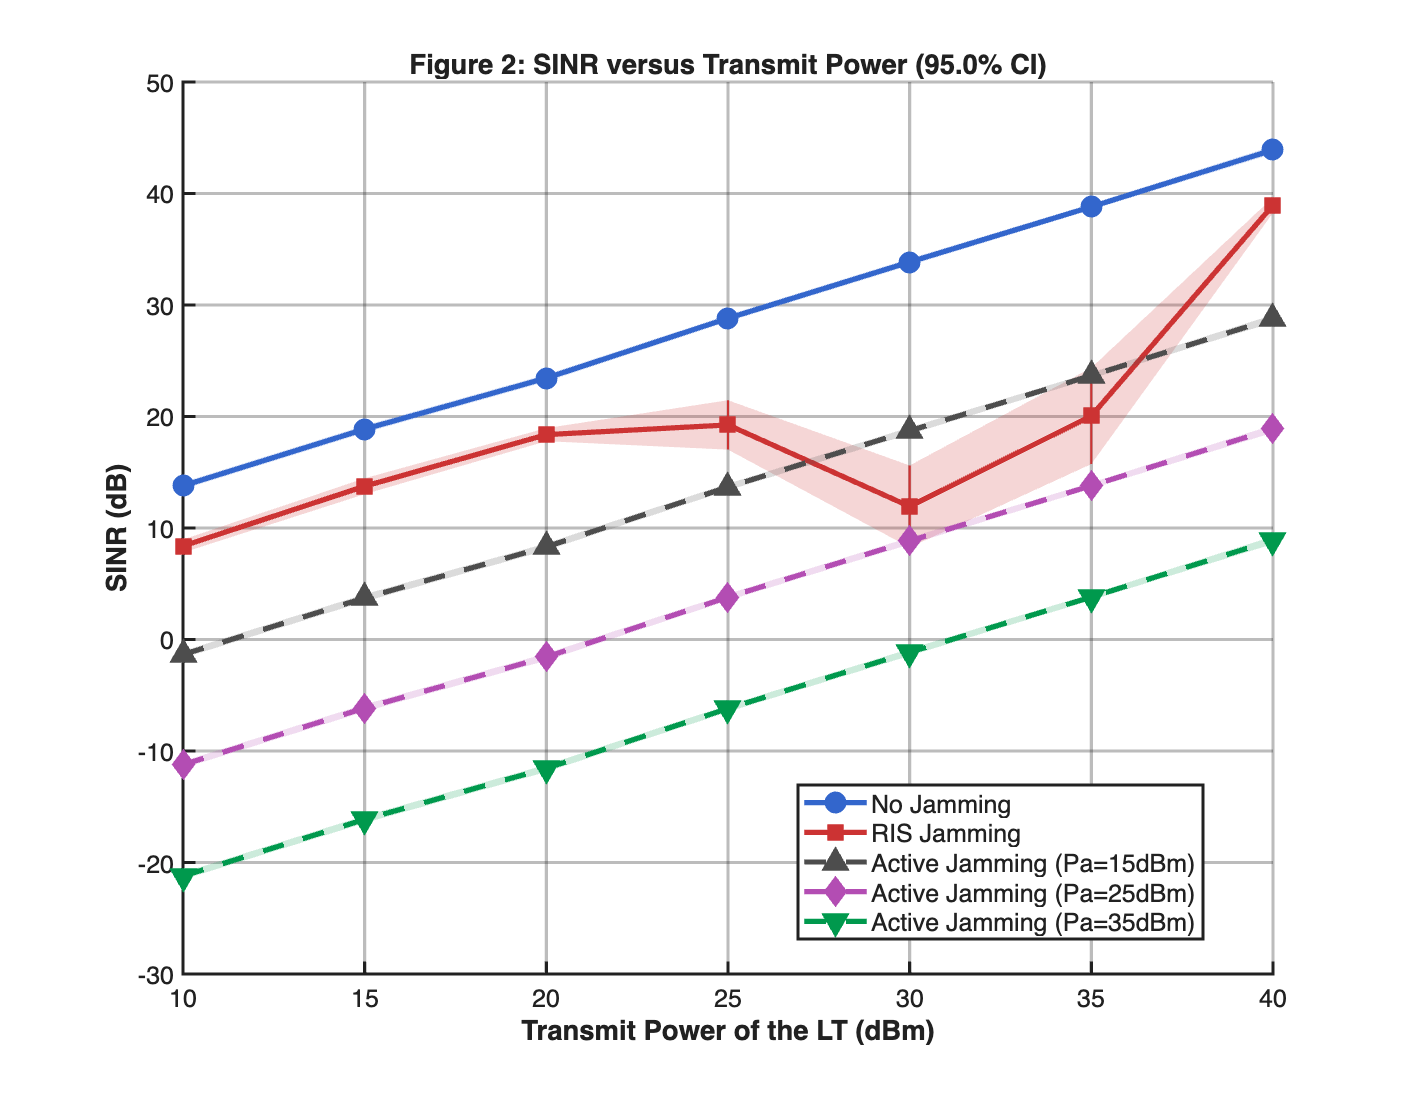 Figure 2: SINR versus Transmit Power (95.0% CI)
50
40
30
20
10
0
-10
-20
-30
SINR (dB)
10 15 20 25 30 35 40
Transmit Power of the LT (dBm)
No Jamming
RIS Jamming
Active Jamming (Pa=15dBm)
Active Jamming (Pa=25dBm)
Active Jamming (Pa=35dBm)